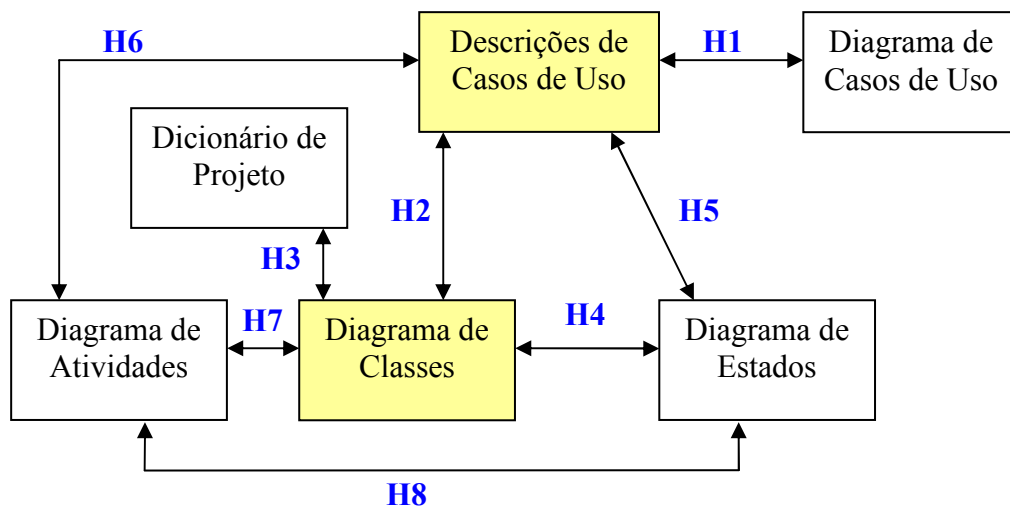 H6
Descrições de
Casos de Uso
H1
Diagrama de
Casos de Uso
Dicionário de
Projeto
H2
H5
H3
Diagrama de
Atividades
H7
Diagrama de
Classes
H4
Diagrama de
Estados
H8